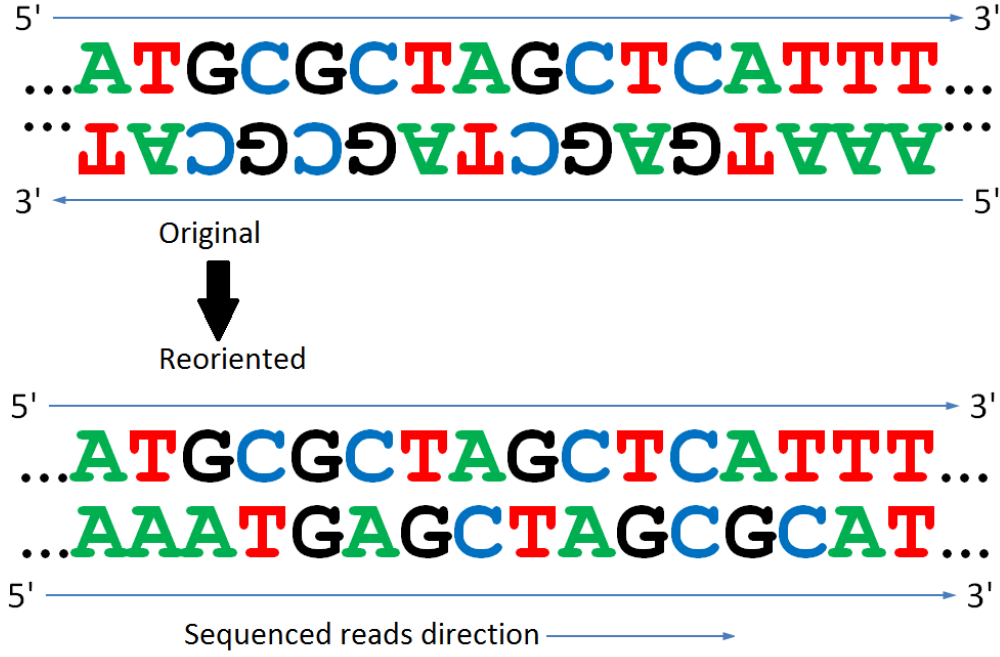 5' 3'
...ATGCGCTAGCTCATTT...
...TACGCGATCGAGTAAA...
3' 5'
Original
Reoriented
5' 3'
...ATGCGCTAGCTCATTT...
...AAATGAGCTAGCGCAT...
5' 3'
Sequenced reads direction